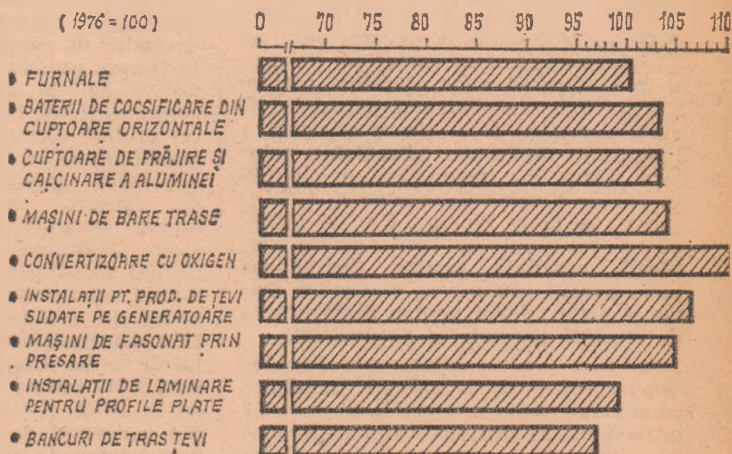 ( 1976 = 100 )
0 70 75 80 85 90 95 100 105 110
• FURNALE
• BATERII DE COCSIFICARE DIN
CUPTOARE ORIZONTALE
• CUPTOARE DE PRĂJIRE ȘI
CALCINARE A ALUMINEI
• MAȘINI DE BARE TRASE
• CONVERTIZOARE CU OXIGEN
• INSTALAȚII PT. PROD. DE ȚEVI
SUDATE PE GENERATOARE
• MAȘINI DE FASONAT PRIN
PRESARE
• INSTALAȚII DE LAMINARE
PENTRU PROFILE PLATE
• BANCURI DE TRAS ȚEVI